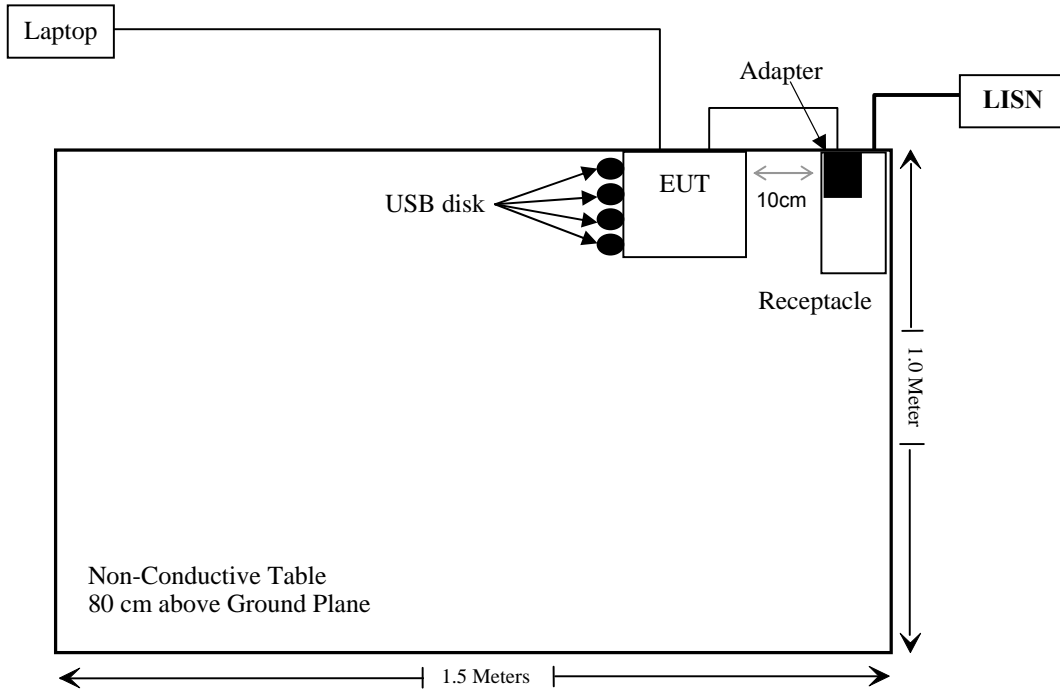 Laptop
Adapter
LISN
EUT
USB disk
10cm
Receptacle
1.0 Meter
Non-Conductive Table
80 cm above Ground Plane
1.5 Meters